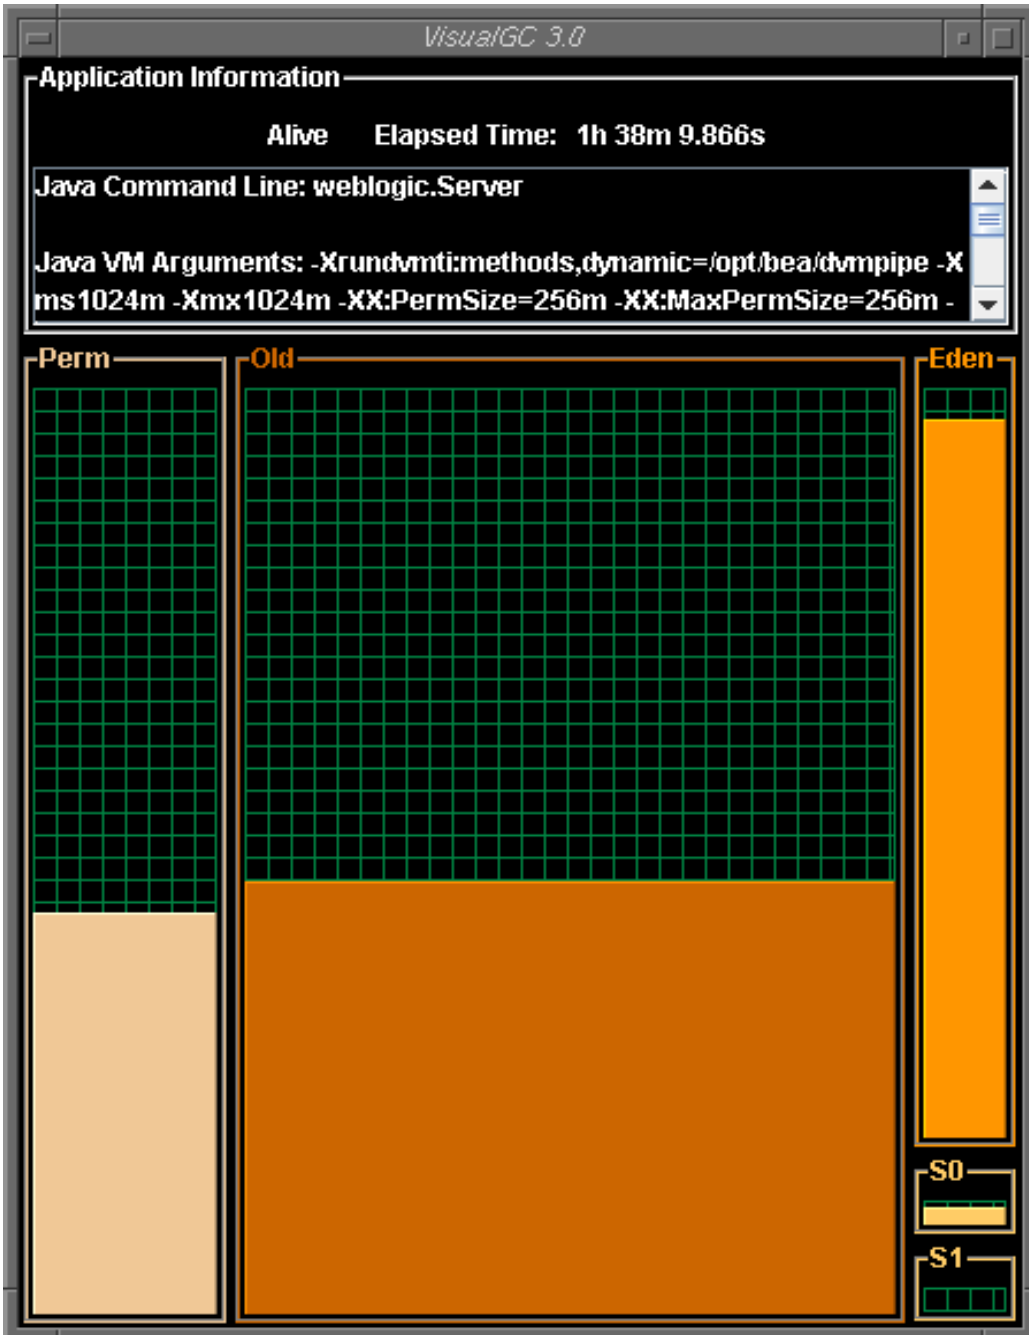 VisualGC 3.0
Application Information
Alive Elapsed Time: 1h 38m 9.866s
Java Command Line: weblogic.Server
Java VM Arguments: -Xrundvmti:methods,dynamic=/opt/bea/dvmpipe -X
ms1024m -Xmx1024m -XX:PermSize=256m -XX:MaxPermSize=256m -
Perm
Old
Eden
S0
S1